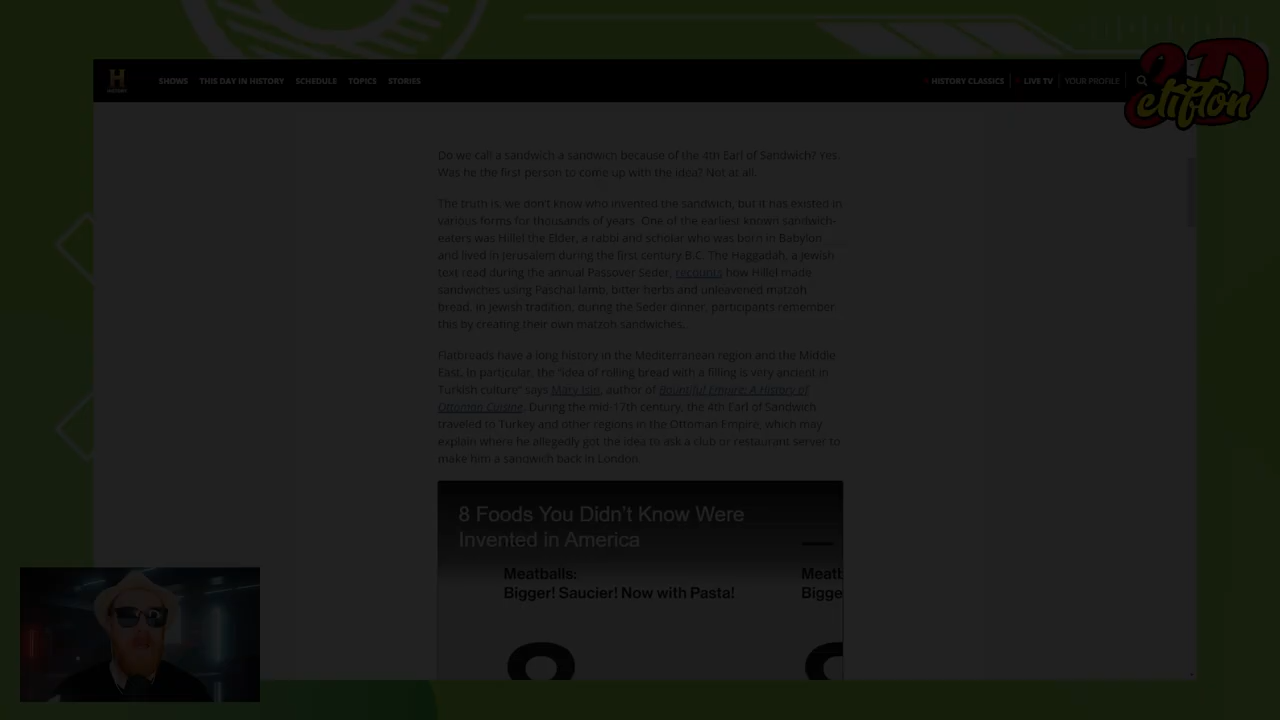 H
HISTORY
SHOWS THIS DAY IN HISTORY SCHEDULE TOPICS STORIES
HISTORY CLASSICS LIVE TV YOUR PROFILE
clifton
Do we call a sandwich a sandwich because of the 4th Earl of Sandwich? Yes.
Was he the first person to come up with the idea? Not at all.
The truth is, we don't know who invented the sandwich, but it has existed in
various forms for thousands of years. One of the earliest known sandwich-
eaters was Hillel the Elder, a rabbi and scholar who was born in Babylon
and lived in Jerusalem during the first century B.C. The Haggadah, a Jewish
text read during the annual Passover Seder, recounts how Hillel made
sandwiches using Paschal lamb, bitter herbs and unleavened matzoh
bread. In Jewish tradition, during the Seder dinner, participants remember
this by creating their own matzoh sandwiches.
Flatbreads have a long history in the Mediterranean region and the Middle
East. In particular, the "idea of rolling bread with a filling is very ancient in
Turkish culture" says Mary Işın, author of Bountiful Empire: A History of
Ottoman Cuisine. During the mid-17th century, the 4th Earl of Sandwich
traveled to Turkey and other regions in the Ottoman Empire, which may
explain where he allegedly got the idea to ask a club or restaurant server to
make him a sandwich back in London.
8 Foods You Didn't Know Were
Invented in America
Meatballs:
Bigger! Saucier! Now with Pasta!
Meatb
Bigge